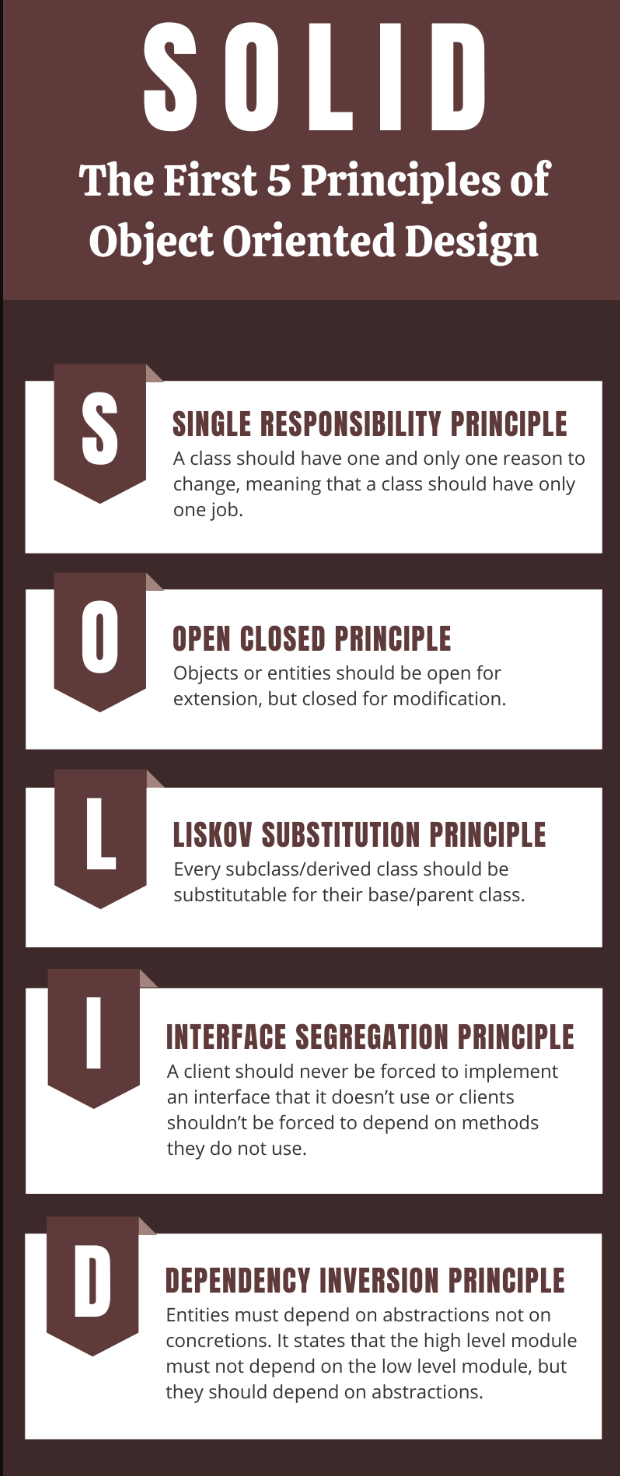 SOLID
The First 5 Principles of
Object Oriented Design
S
SINGLE RESPONSIBILITY PRINCIPLE
A class should have one and only one reason to
change, meaning that a class should have only
one job.
O
OPEN CLOSED PRINCIPLE
Objects or entities should be open for
extension, but closed for modification.
L
LISKOV SUBSTITUTION PRINCIPLE
Every subclass/derived class should be
substitutable for their base/parent class.
I
INTERFACE SEGREGATION PRINCIPLE
A client should never be forced to implement
an interface that it doesn’t use or clients
shouldn’t be forced to depend on methods
they do not use.
D
DEPENDENCY INVERSION PRINCIPLE
Entities must depend on abstractions not on
concretions. It states that the high level module
must not depend on the low level module, but
they should depend on abstractions.